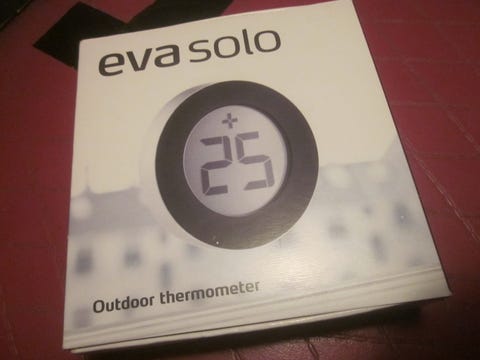 eva solo
+
25
Outdoor thermometer